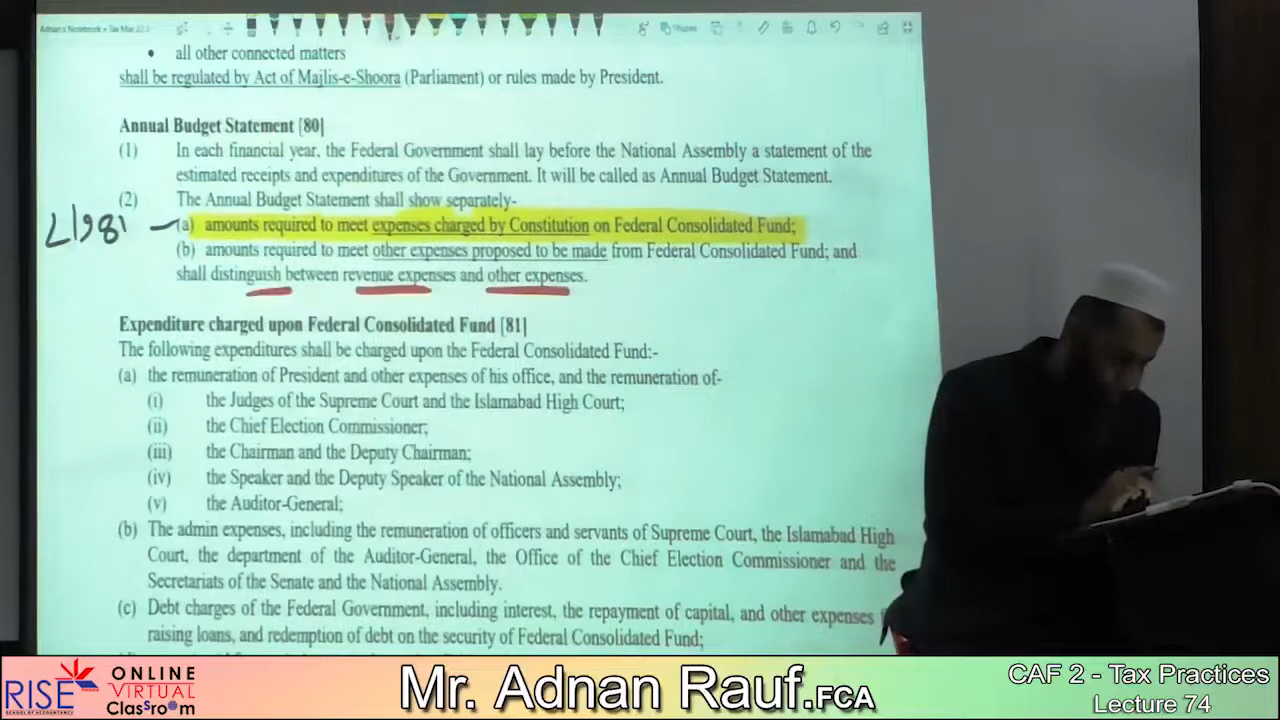 Adnan's Notebook » Tax Mar 22-2
Shapes
• all other connected matters
shall be regulated by Act of Majlis-e-Shoora (Parliament) or rules made by President.
Annual Budget Statement [80]
(1) In each financial year, the Federal Government shall lay before the National Assembly a statement of the
estimated receipts and expenditures of the Government. It will be called as Annual Budget Statement.
(2) The Annual Budget Statement shall show separately-
(a) amounts required to meet expenses charged by Constitution on Federal Consolidated Fund;
(b) amounts required to meet other expenses proposed to be made from Federal Consolidated Fund; and
shall distinguish between revenue expenses and other expenses.
Expenditure charged upon Federal Consolidated Fund [81]
The following expenditures shall be charged upon the Federal Consolidated Fund:-
(a) the remuneration of President and other expenses of his office, and the remuneration of-
(i) the Judges of the Supreme Court and the Islamabad High Court;
(ii) the Chief Election Commissioner;
(iii) the Chairman and the Deputy Chairman;
(iv) the Speaker and the Deputy Speaker of the National Assembly;
(v) the Auditor-General;
(b) The admin expenses, including the remuneration of officers and servants of Supreme Court, the Islamabad High
Court, the department of the Auditor-General, the Office of the Chief Election Commissioner and the
Secretariats of the Senate and the National Assembly.
(c) Debt charges of the Federal Government, including interest, the repayment of capital, and other expenses
raising loans, and redemption of debt on the security of Federal Consolidated Fund;
RISE
SCHOOL OF ACCOUNTANCY
ONLINE
VIRTUAL
Classroom
Mr. Adnan Rauf.FCA
CAF 2 - Tax Practices
Lecture 74